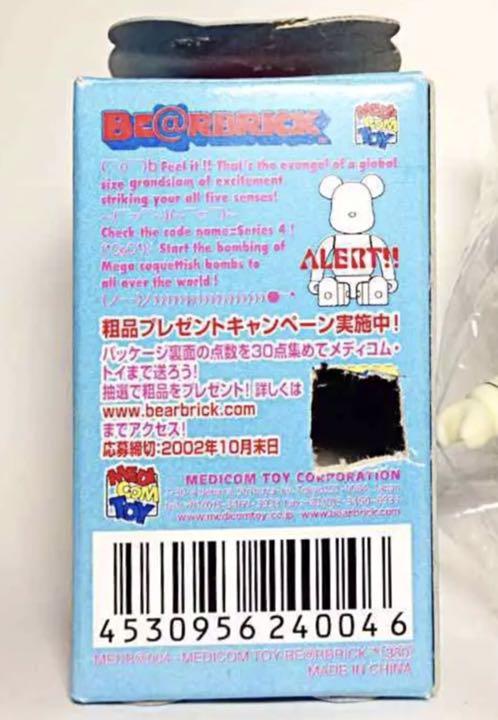 BE@RBRICK
MEDI
COM
TOY
Feel it !! That's the evangel of a global
size grandslam of excitement
striking your all five senses!
Check the code name=Series 4 !
Start the bombing of
Mega coquettish bombs to
all over the world !
ALERT!!
粗品プレゼントキャンペーン実施中!
パッケージ裏面の点数を30点集めてメディコム・
トイまで送ろう!
抽選で粗品をプレゼント! 詳しくは
www.bearbrick.com
までアクセス!
応募締切:2002年10月末日
MEDI
COM
TOY
MEDICOM TOY CORPORATION
www.medicomtoy.co.jp www.bearbrick.com
4530956240046
MEDICOM TOY BE@RBRICK
MADE IN CHINA